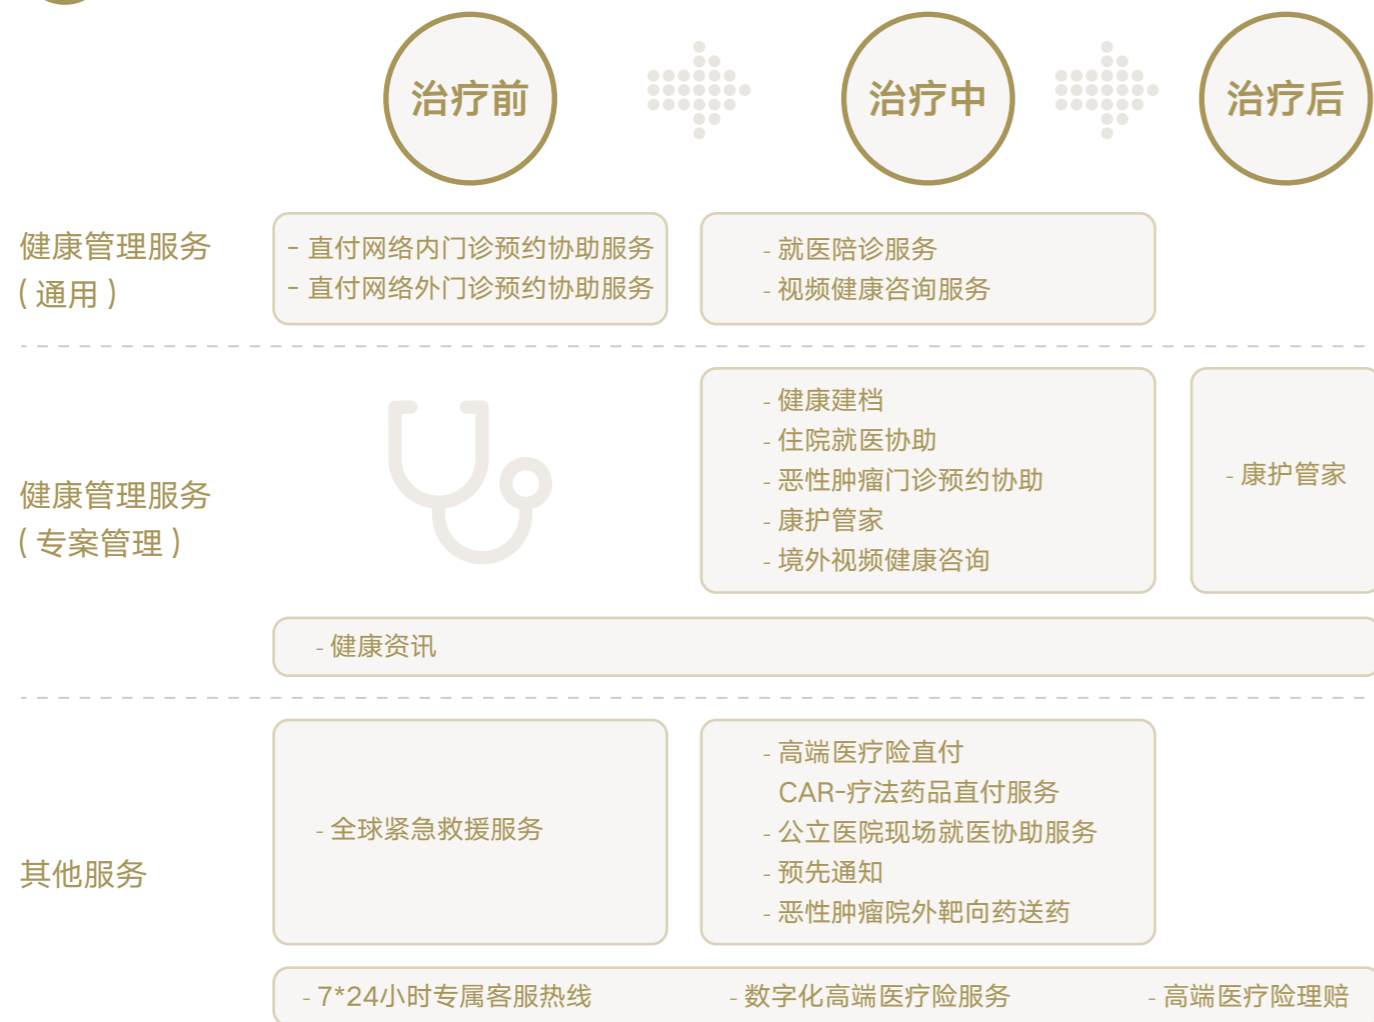 治疗前
治疗中
治疗后
健康管理服务
（通用）
- 直付网络内门诊预约协助服务
- 直付网络外门诊预约协助服务
- 就医陪诊服务
- 视频健康咨询服务
健康管理服务
（专案管理）
- 健康建档
- 住院就医协助
- 恶性肿瘤门诊预约协助
- 康护管家
- 境外视频健康咨询
- 康护管家
- 健康资讯
其他服务
- 全球紧急救援服务
- 高端医疗险直付
CAR-疗法药品直付服务
- 公立医院现场就医协助服务
- 预先通知
- 恶性肿瘤院外靶向药送药
- 7*24小时专属客服热线
- 数字化高端医疗险服务
- 高端医疗险理赔